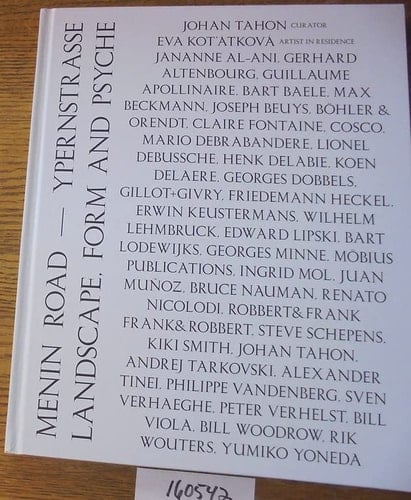 MENIN ROAD — YPERNSTRASSE
LANDSCAPE, FORM AND PSYCHE
JOHAN TAHON CURATOR
EVA KOT'ATKOVA ARTIST IN RESIDENCE
JANANNE AL-ANI, GERHARD
ALTENBOURG, GUILLAUME
APOLLINAIRE, BART BAELE, MAX
BECKMANN, JOSEPH BEUYS, BÖHLER &
ORENDT, CLAIRE FONTAINE, COSCO,
MARIO DEBRABANDERE, LIONEL
DEBUSSCHE, HENK DELABIE, KOEN
DELAERE, GEORGES DOBBELS,
GILLOT+GIVRY, FRIEDEMANN HECKEL,
ERWIN KEUSTERMANS, WILHELM
LEHMBRUCK, EDWARD LIPSKI, BART
LODEWIJKS, GEORGES MINNE, MÖBIUS
PUBLICATIONS, INGRID MOL, JUAN
MUÑOZ, BRUCE NAUMAN, RENATO
NICOLODI, ROBBERT& FRANK
FRANK& ROBBERT, STEVE SCHEPENS,
KIKI SMITH, JOHAN TAHON,
ANDREJ TARKOVSKI, ALEXANDER
TINEI, PHILIPPE VANDENBERG, SVEN
VERHAEGHE, PETER VERHELST, BILL
VIOLA, BILL WOODROW, RIK
WOUTERS, YUMIKO YONEDA
160542